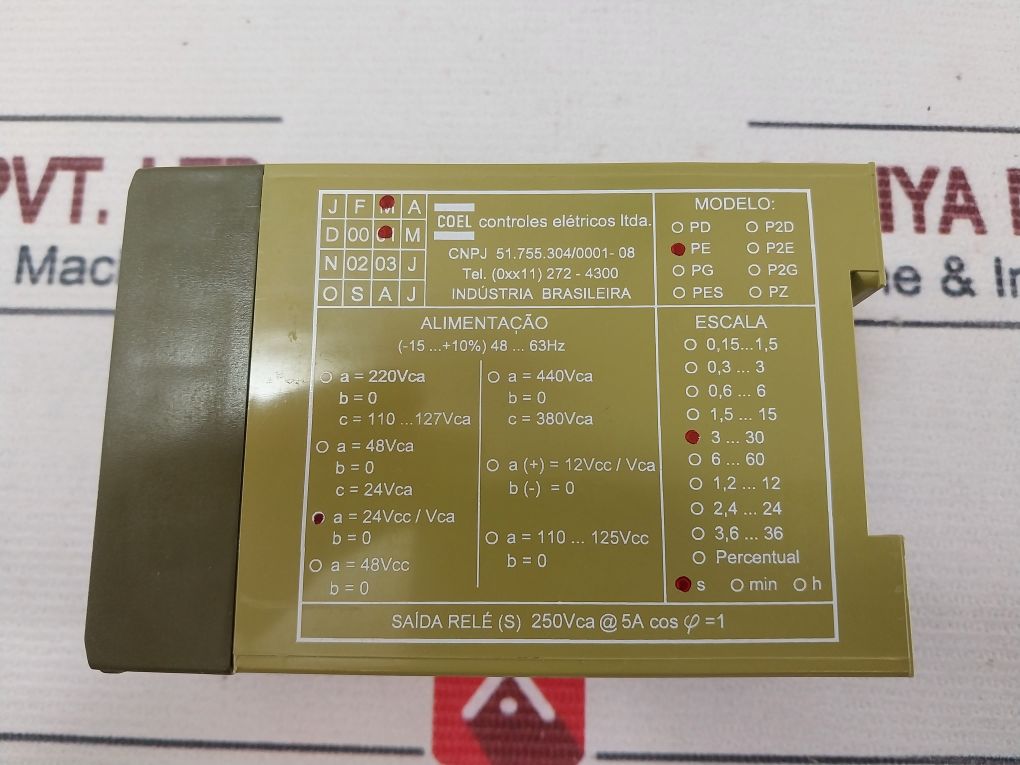 PVT. LTD
Mac
IYA
ne & In
J F M A
D 00 01 M
N 02 03 J
O S A J
COEL controles elétricos ltda.
CNPJ 51.755.304/0001-08
Tel. (0xx11) 272 - 4300
INDÚSTRIA BRASILEIRA
MODELO:
PD P2D
PE P2E
PG P2G
PES PZ
ALIMENTAÇÃO
(-15 ...+10%) 48 ... 63Hz
a = 220Vca
b = 0
c = 110 ...127Vca
a = 48Vca
b = 0
c = 24Vca
a = 24Vcc / Vca
b = 0
a = 48Vcc
b = 0
a = 440Vca
b = 0
c = 380Vca
a (+) = 12Vcc / Vca
b (-) = 0
a = 110 ... 125Vcc
b = 0
ESCALA
0,15...1,5
0,3 ... 3
0,6 ... 6
1,5 ... 15
3 ... 30
6 ... 60
1,2 ... 12
2,4 ... 24
3,6 ... 36
Percentual
s min h
SAÍDA RELÉ (S) 250Vca @ 5A cos φ =1